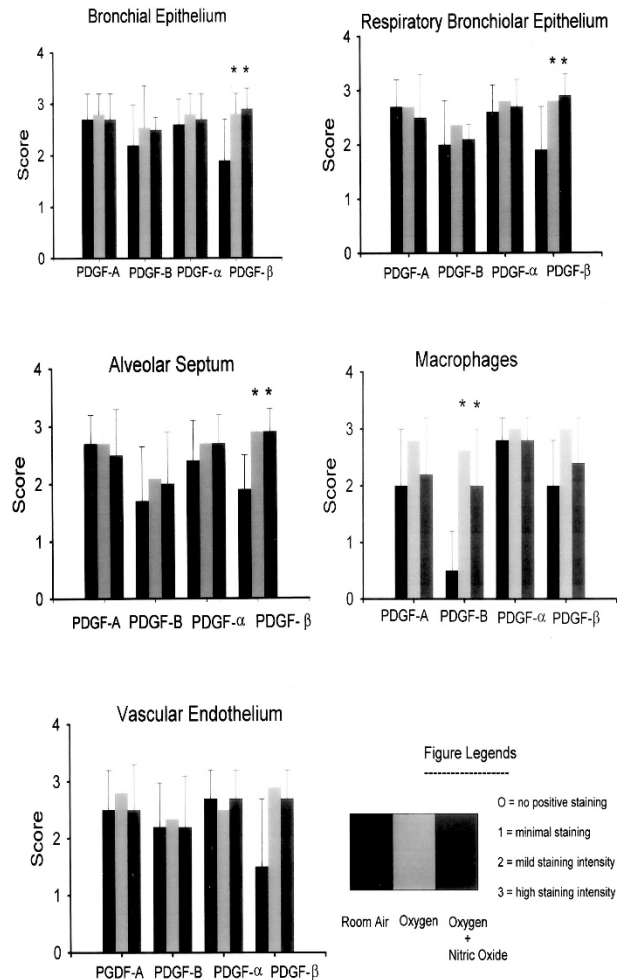 Bronchial Epithelium
* *
4
3
2
1
0
Score
PDGF-A PDGF-B PDGF-α PDGF-β
Respiratory Bronchiolar Epithelium
* *
4
3
2
1
0
Score
PDGF-A PDGF-B PDGF-α PDGF-β
Alveolar Septum
* *
4
3
2
1
0
Score
PDGF-A PDGF-B PDGF-α PDGF-β
Macrophages
* *
4
3
2
1
0
Score
PDGF-A PDGF-B PDGF-α PDGF-β
Vascular Endothelium
4
3
2
1
0
Score
PGDF-A PDGF-B PDGF-α PDGF-β
Figure Legends
----------------
O = no positive staining
1 = minimal staining
2 = mild staining intensity
3 = high staining intensity
Room Air
Oxygen
Oxygen
+
Nitric Oxide